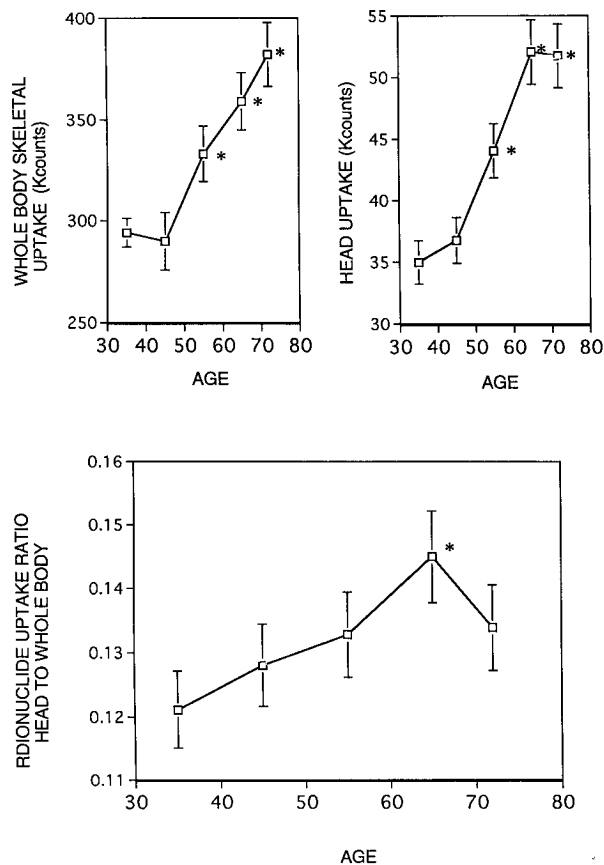 400
350
300
250
WHOLE BODY SKELETAL
UPTAKE (Kcounts)
*
*
*
30 40 50 60 70 80
AGE
55
52
44
40
35
30
HEAD UPTAKE (Kcounts)
*
*
*
30 40 50 60 70 80
AGE
0.16
0.15
0.14
0.13
0.12
0.11
RDIONUCLIDE UPTAKE RATIO
HEAD TO WHOLE BODY
*
30 40 50 60 70 80
AGE